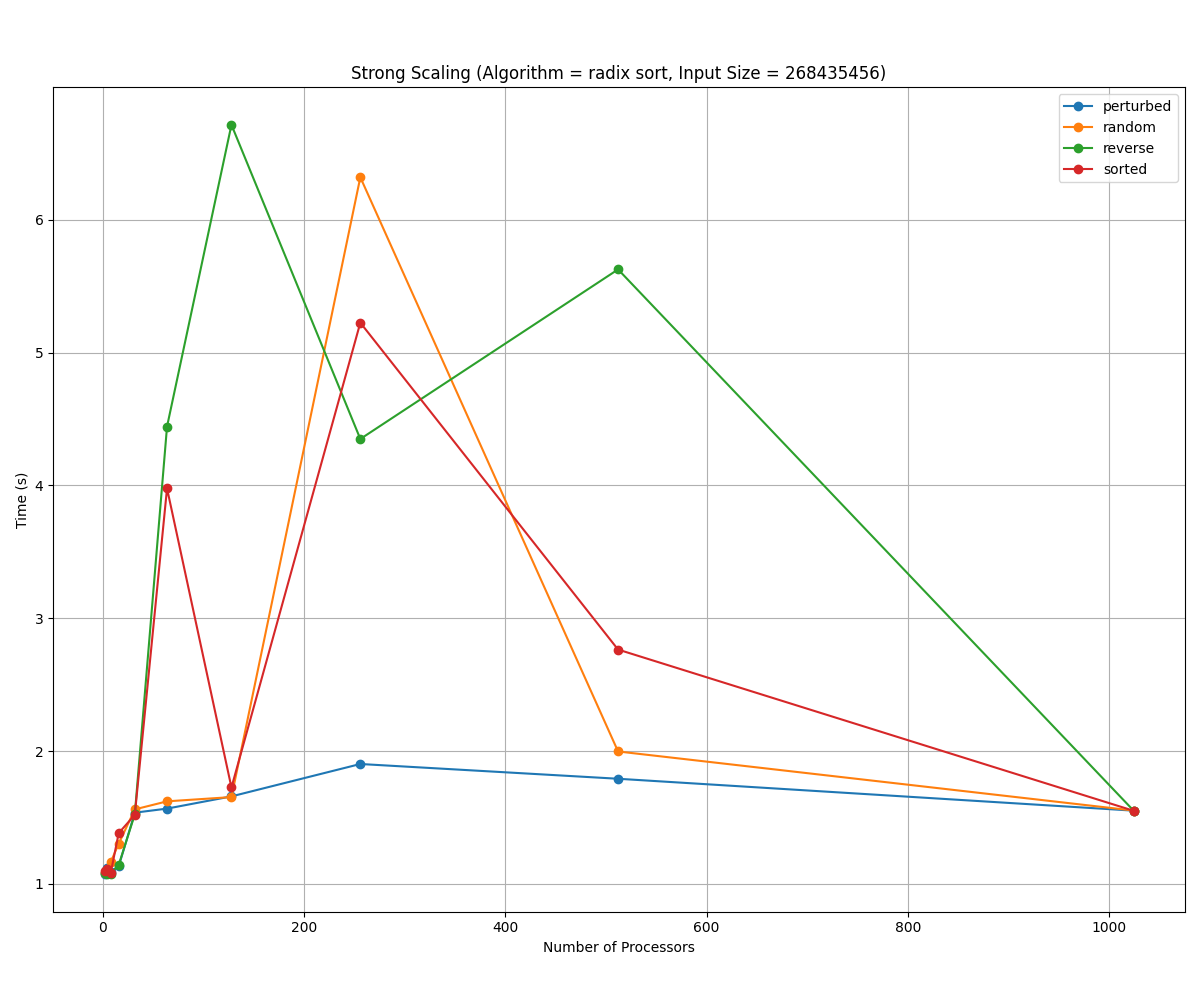 Strong Scaling (Algorithm = radix sort, Input Size = 268435456)
perturbed
random
reverse
sorted
6
5
4
3
2
1
Time (s)
0 200 400 600 800 1000
Number of Processors